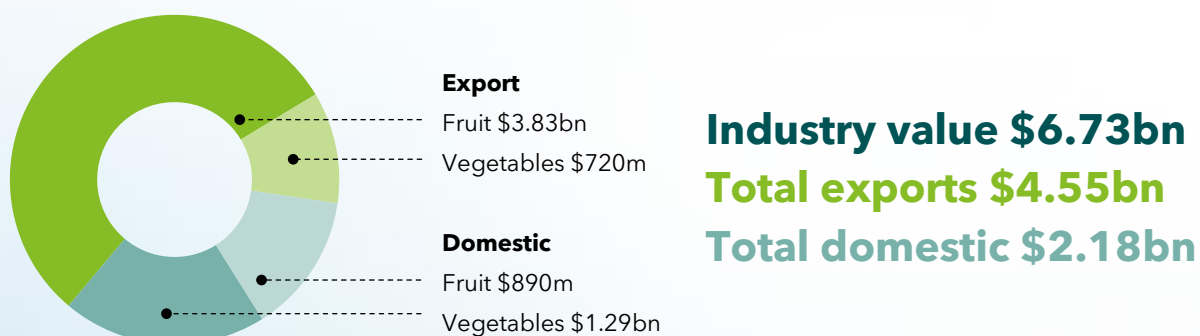 Export
Fruit $3.83bn
Vegetables $720m
Domestic
Fruit $890m
Vegetables $1.29bn
Industry value $6.73bn
Total exports $4.55bn
Total domestic $2.18bn